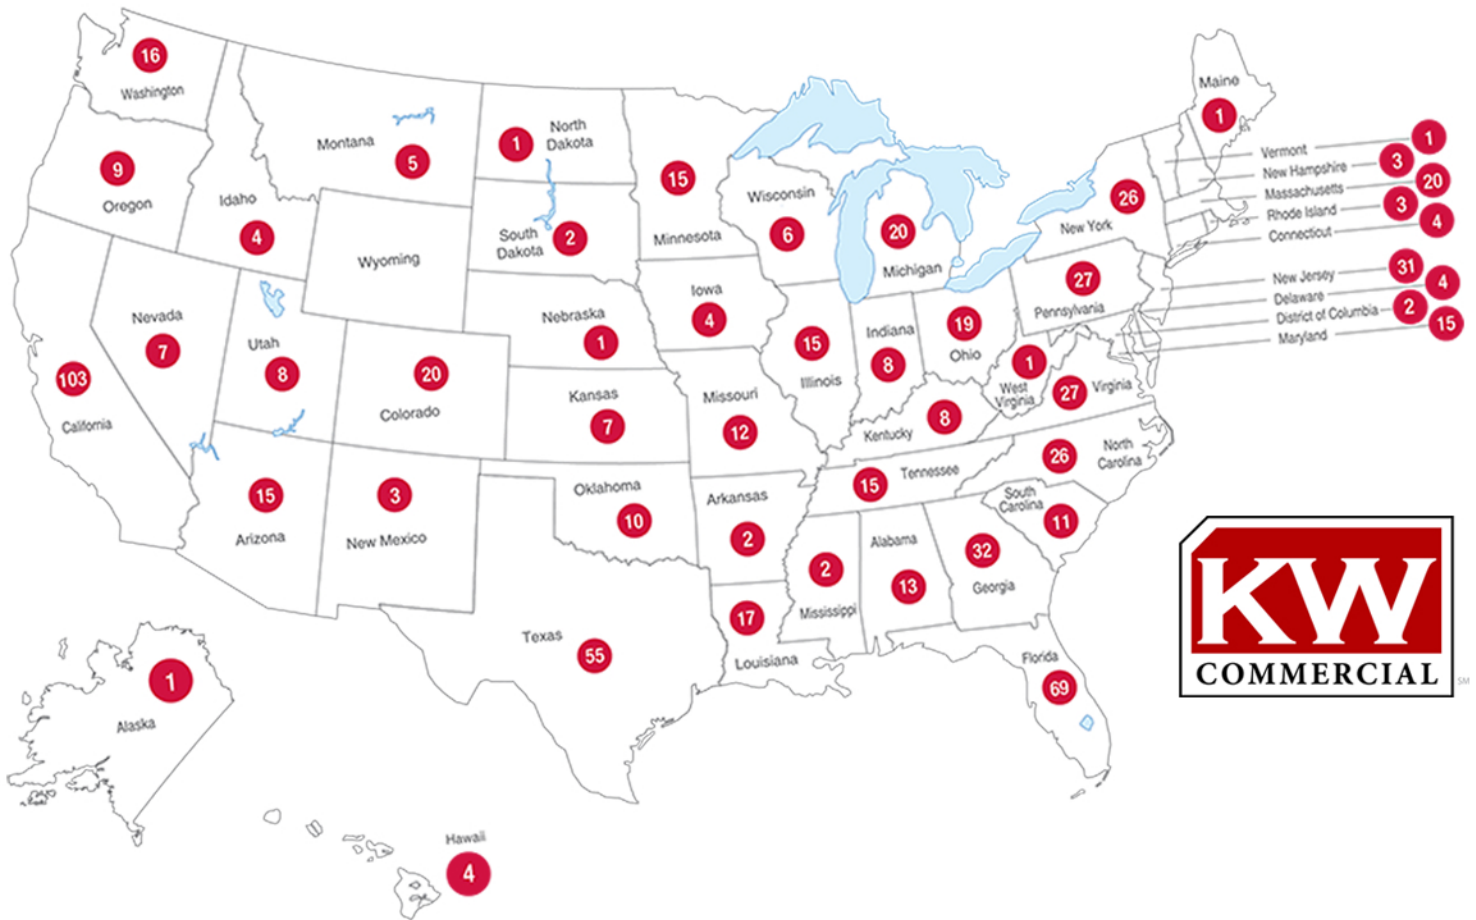 16
Washington
9
Oregon
103
California
Nevada
7
Idaho
4
Montana
5
Wyoming
Utah
8
20
Colorado
15
Arizona
3
New Mexico
1
North
Dakota
South
Dakota
2
Nebraska
1
Kansas
7
Oklahoma
10
Texas
55
15
Minnesota
Iowa
4
Missouri
12
Arkansas
2
17
Louisiana
Wisconsin
6
15
Illinois
20
Michigan
Indiana
8
19
Ohio
8
Kentucky
15
Tennessee
2
Mississippi
Alabama
13
32
Georgia
Florida
69
South
Carolina
11
26
North
Carolina
27
Virginia
1
West
Virginia
27
Pennsylvania
26
New York
Maine
1
Vermont 1
New Hampshire 3
Massachusetts 20
Rhode Island 3
Connecticut 4
New Jersey 31
Delaware 4
District of Columbia 2
Maryland 15
1
Alaska
Hawaii
4
KW
COMMERCIAL
SM